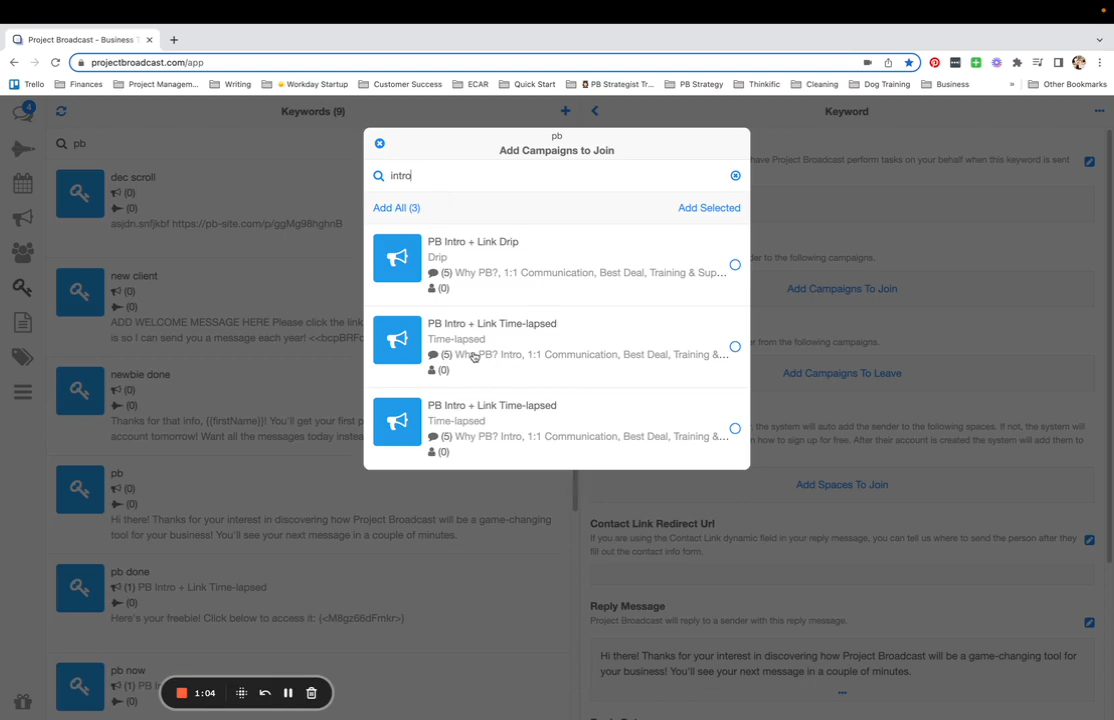 Project Broadcast - Business T
projectbroadcast.com/app
Trello
Finances
Project Managem...
Writing
Workday Startup
Customer Success
ECAR
Quick Start
PB Strategist Tr...
PB Strategy
Thinkific
Cleaning
Dog Training
Business
»
Other Bookmarks
4
Keywords (9)
Keyword
pb
dec scroll
(0)
(0)
asjdn.snfjkbf https://pb-site.com/p/ggMg98hghnB
new client
(0)
(0)
ADD WELCOME MESSAGE HERE Please click the link
is so I can send you a message each year! <<bcpBRFc
newbie done
(0)
(0)
Thanks for that info, {{firstName}}! You'll get your first p
account tomorrow! Want all the messages today instea
pb
(0)
(0)
Hi there! Thanks for your interest in discovering how Project Broadcast will be a game-changing
tool for your business! You'll see your next message in a couple of minutes.
pb done
(1) PB Intro + Link Time-lapsed
(0)
Here's your freebie! Click below to access it: {<M8gz66dFmkr>}
pb now
(1) PB I
(0)
1:04
pb
Add Campaigns to Join
intro
Add All (3)
Add Selected
PB Intro + Link Drip
Drip
(5) Why PB?, 1:1 Communication, Best Deal, Training & Sup...
(0)
PB Intro + Link Time-lapsed
Time-lapsed
(5) Why PB? Intro, 1:1 Communication, Best Deal, Training &...
(0)
PB Intro + Link Time-lapsed
Time-lapsed
(5) Why PB? Intro, 1:1 Communication, Best Deal, Training &...
(0)
have Project Broadcast perform tasks on your behalf when this keyword is sent
der to the following campaigns.
Add Campaigns To Join
er from the following campaigns.
Add Campaigns To Leave
, the system will auto add the sender to the following spaces. If not, the sender will
n how to sign up for free. After their account is created the system will add them to
Add Spaces To Join
Contact Link Redirect Url
If you are using the Contact Link dynamic field in your reply message, you can tell us where to send the person after they
fill out the contact info form.
Reply Message
Project Broadcast will reply to a sender with this reply message.
Hi there! Thanks for your interest in discovering how Project Broadcast will be a game-changing tool for
your business! You'll see your next message in a couple of minutes.